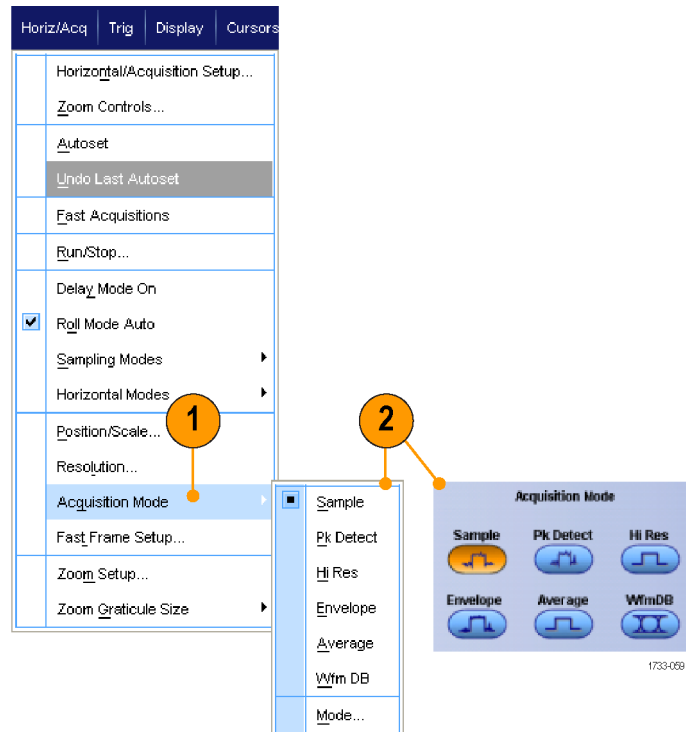 Horiz/Acq Trig Display Cursors
Horizontal/Acquisition Setup...
Zoom Controls...
Autoset
Undo Last Autoset
Fast Acquisitions
Run/Stop...
Delay Mode On
Roll Mode Auto
Sampling Modes
Horizontal Modes
1
Position/Scale...
Resolution...
Acquisition Mode
Fast Frame Setup...
Zoom Setup...
Zoom Graticule Size
2
Sample
Pk Detect
Hi Res
Envelope
Average
Wfm DB
Mode...
Acquisition Mode
Sample Pk Detect Hi Res
Envelope Average WfmDB
1733-059